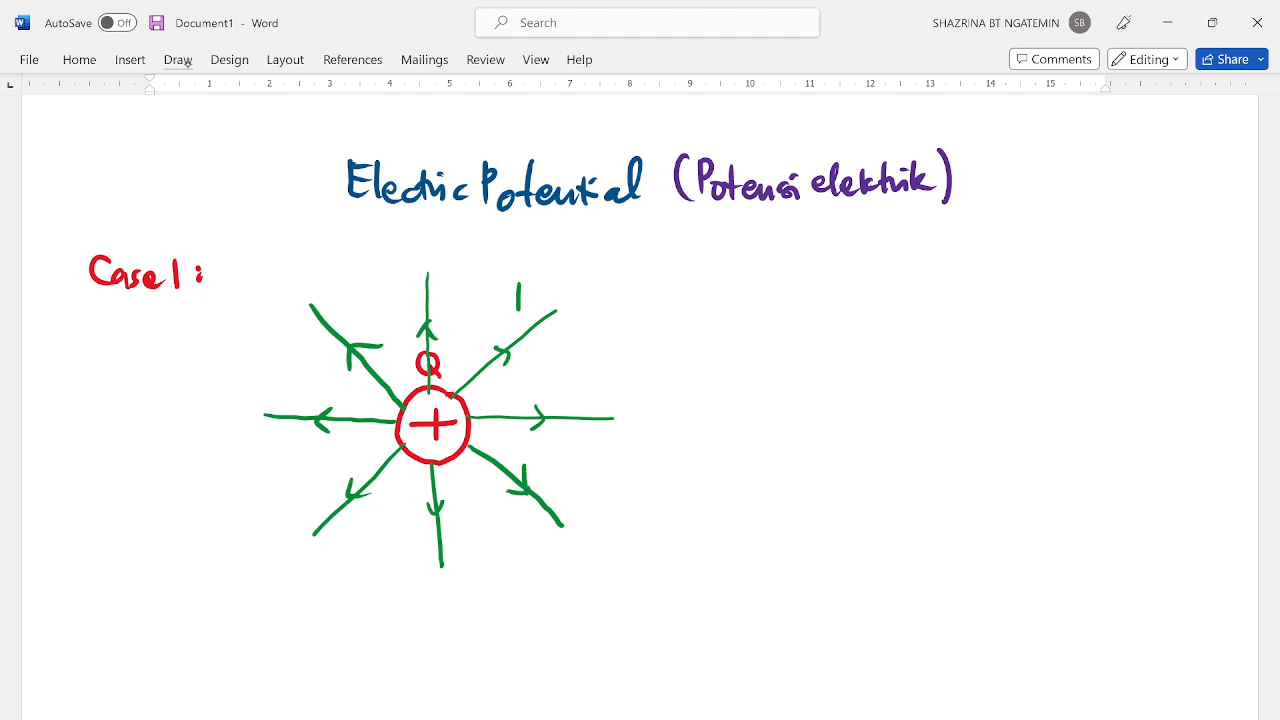 AutoSave Off Document1 - Word Search SHAZRINA BT NGATEMIN SB
File Home Insert Draw Design Layout References Mailings Review View Help Comments Editing Share
1 2 3 4 5 6 7 8 9 10 11 12 13 14 15
Electric Potential (Potensi elektrik)
Case 1 :
Q
+